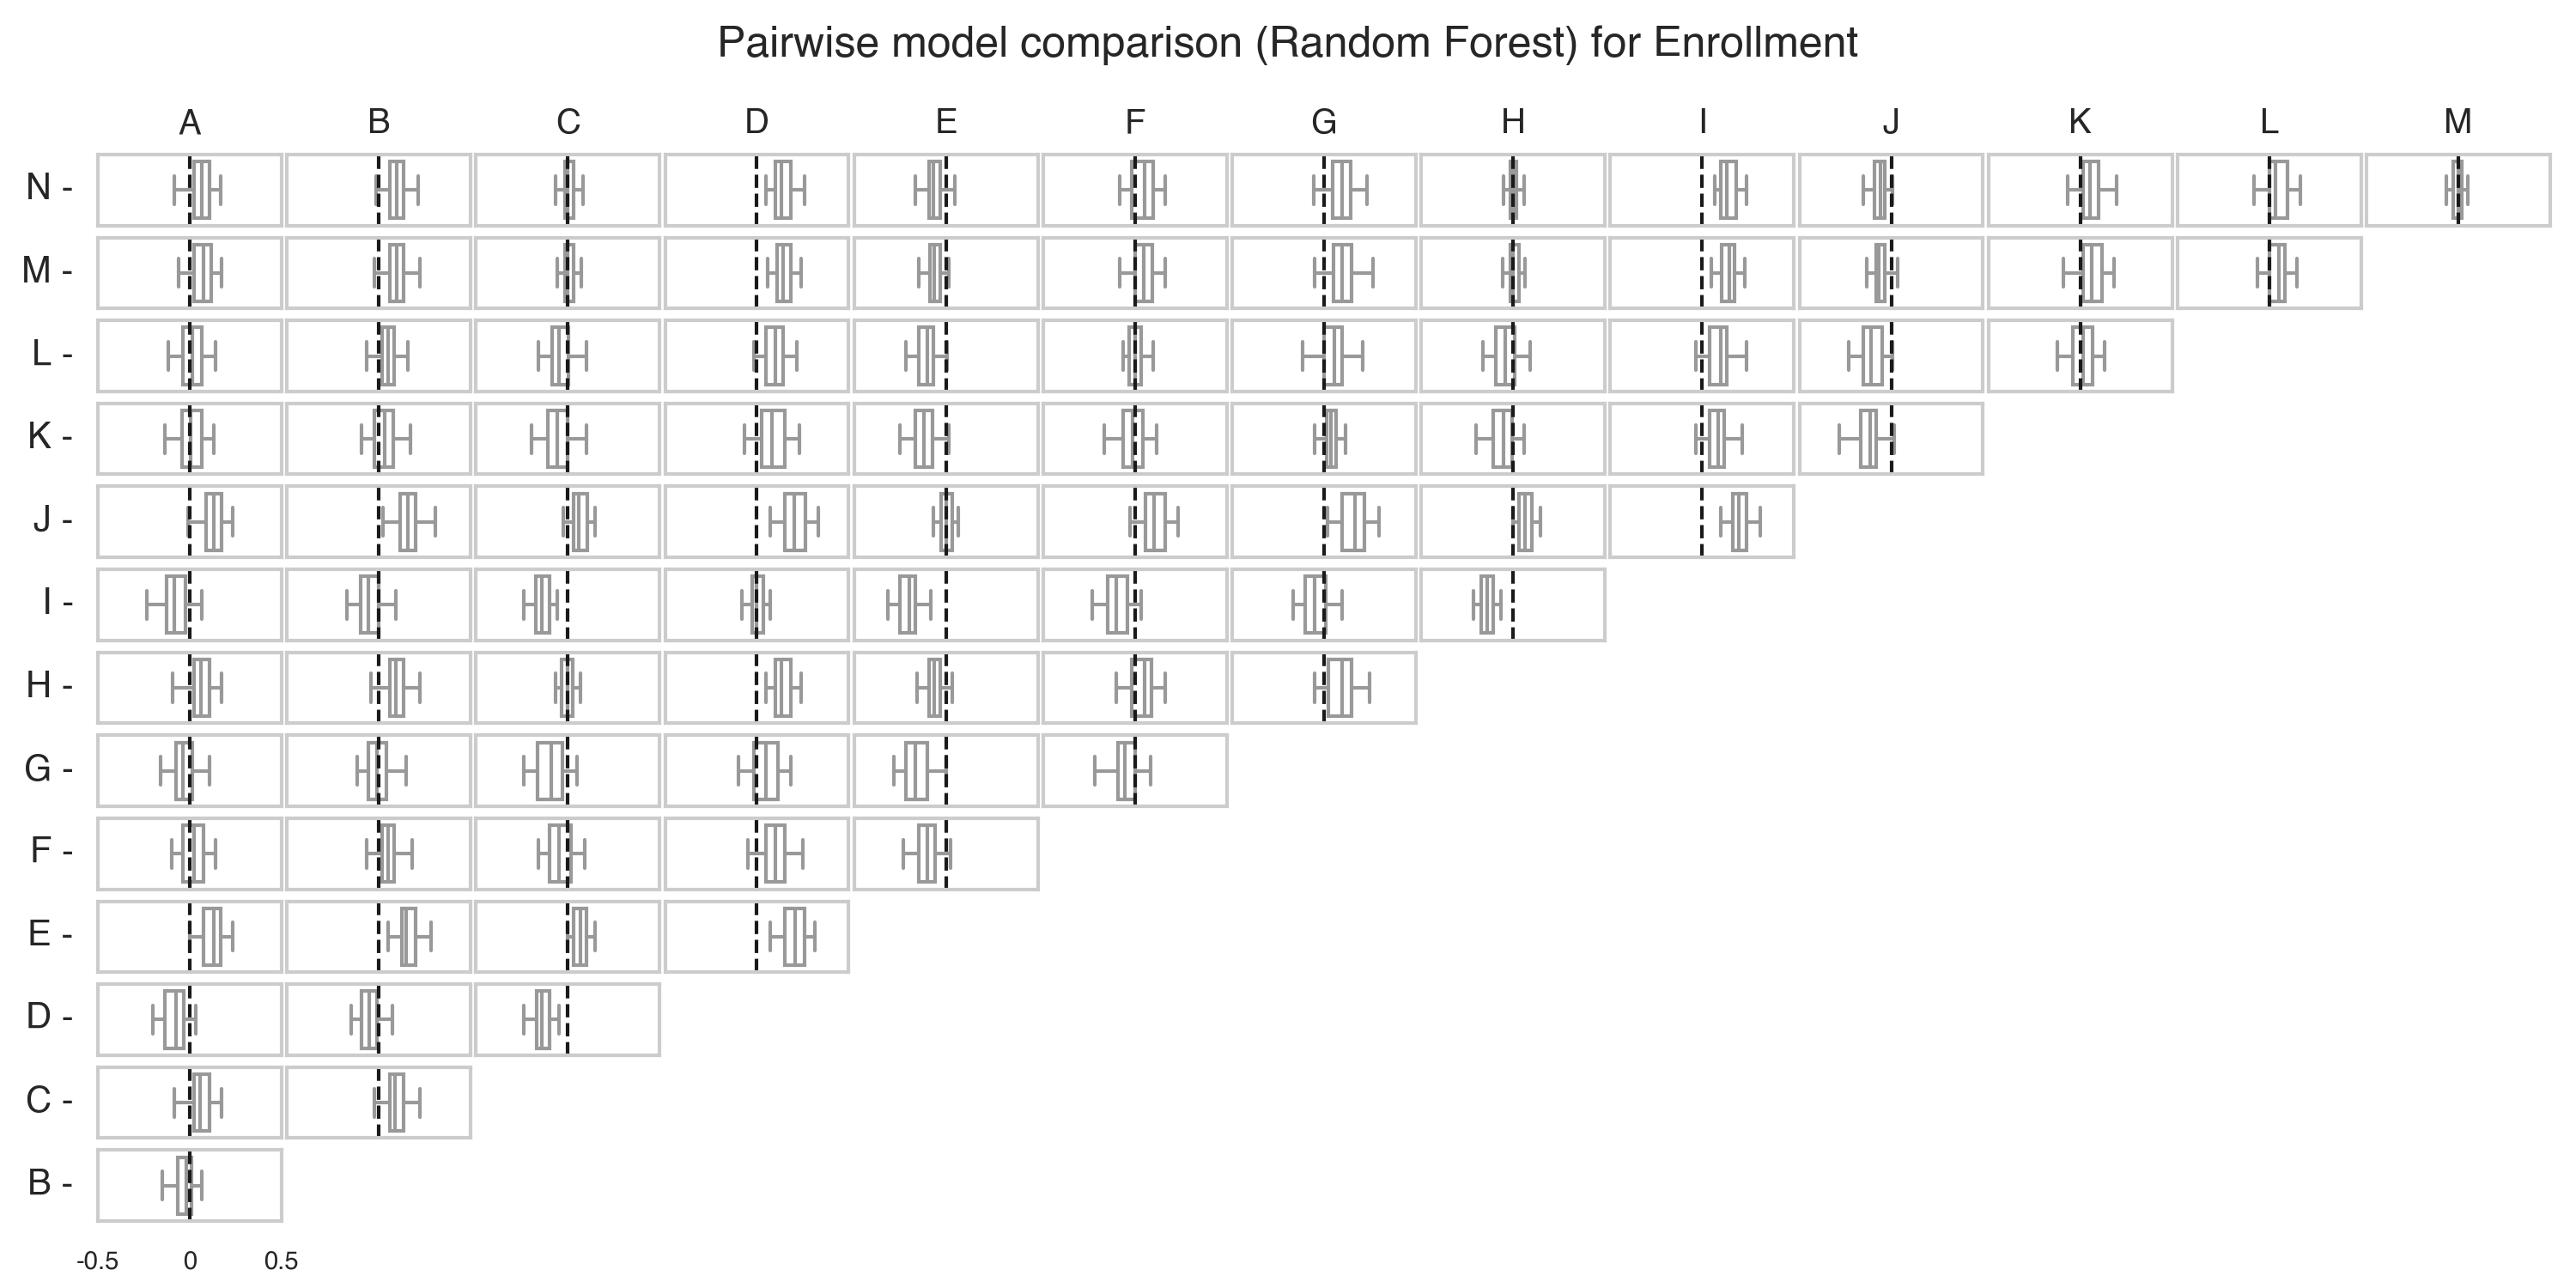 Pairwise model comparison (Random Forest) for Enrollment
A B C D E F G H I J K L M
N -
M -
L -
K -
J -
I -
H -
G -
F -
E -
D -
C -
B -
-0.5 0 0.5